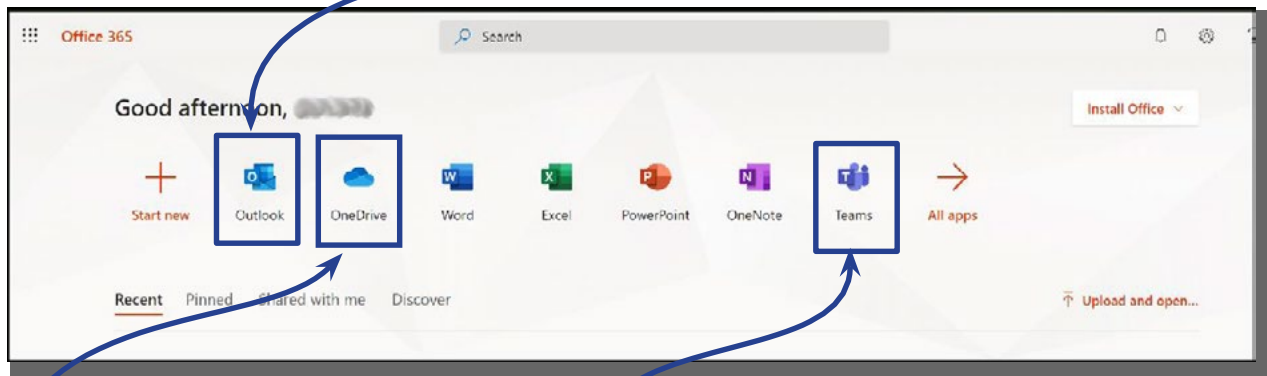 Office 365
Search
Good afternoon,
Install Office
Start new
Outlook
OneDrive
Word
Excel
PowerPoint
OneNote
Teams
All apps
Recent
Pinned
Shared with me
Discover
Upload and open...